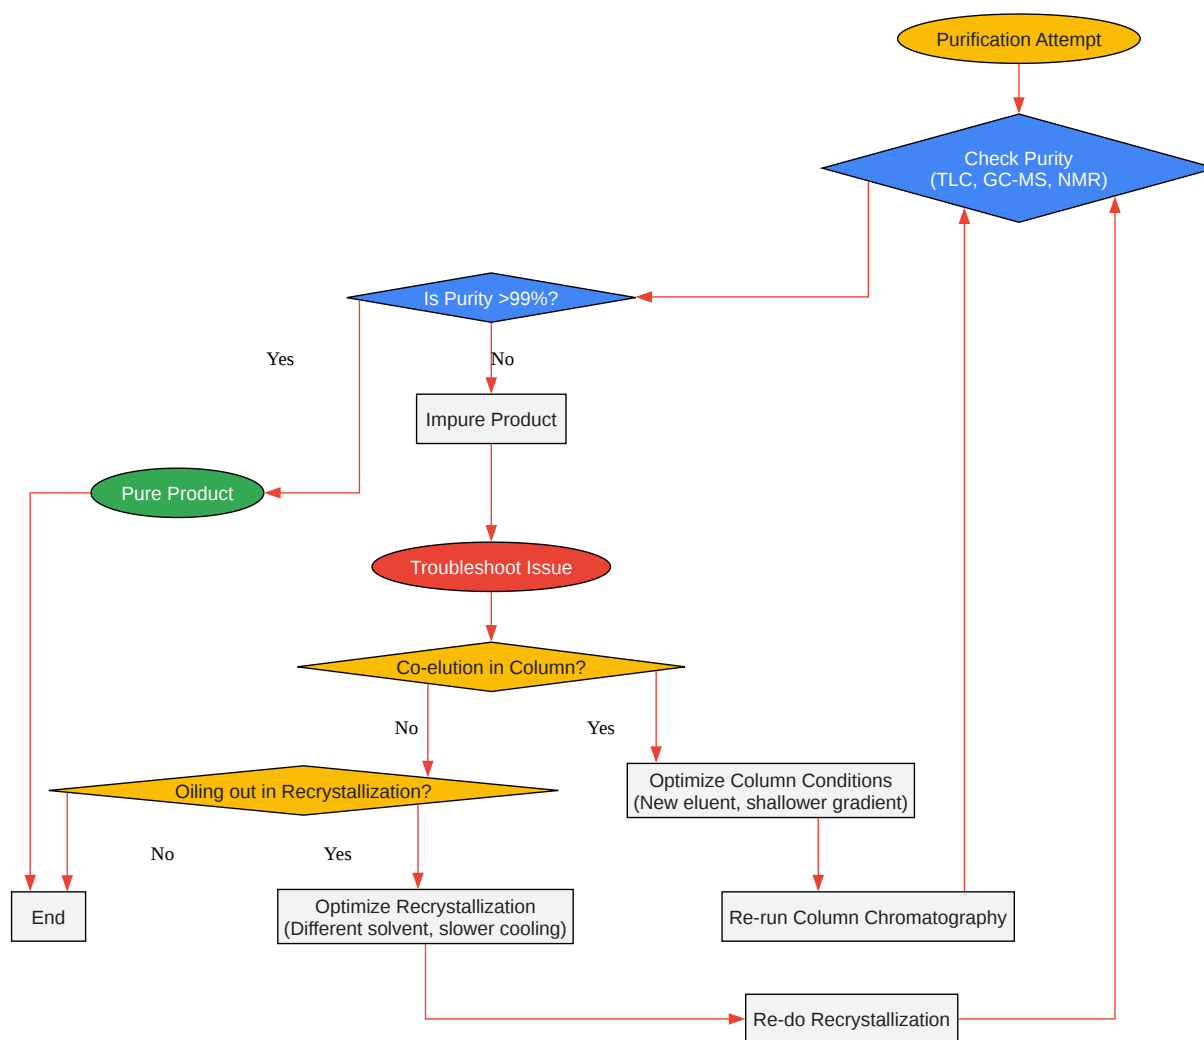 Purification Attempt
Check Purity
(TLC, GC-MS, NMR)
Is Purity >99%?
Yes
No
Impure Product
Pure Product
Troubleshoot Issue
Co-elution in Column?
No
Yes
Optimize Column Conditions
(New eluent, shallower gradient)
Oiling out in Recrystallization?
No
Yes
End
Optimize Recrystallization
(Different solvent, slower cooling)
Re-run Column Chromatography
Re-do Recrystallization